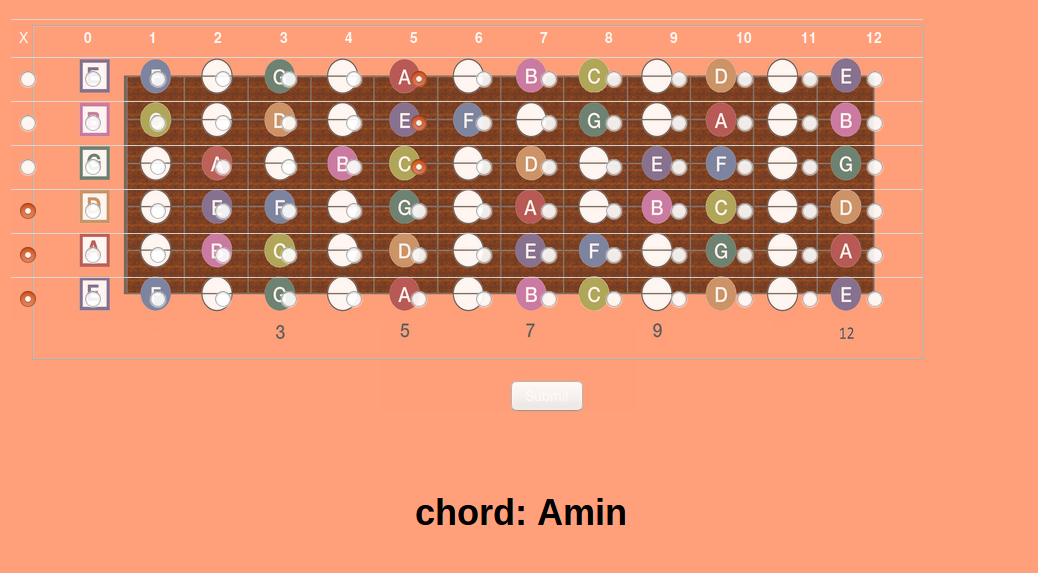 X 0 1 2 3 4 5 6 7 8 9 10 11 12
E F G A B C D E
B C D E F G A B
G A B C D E F G
D E F G A B C D
A B C D E F G A
E F G A B C D E
3 5 7 9 12
Submit
chord: Amin